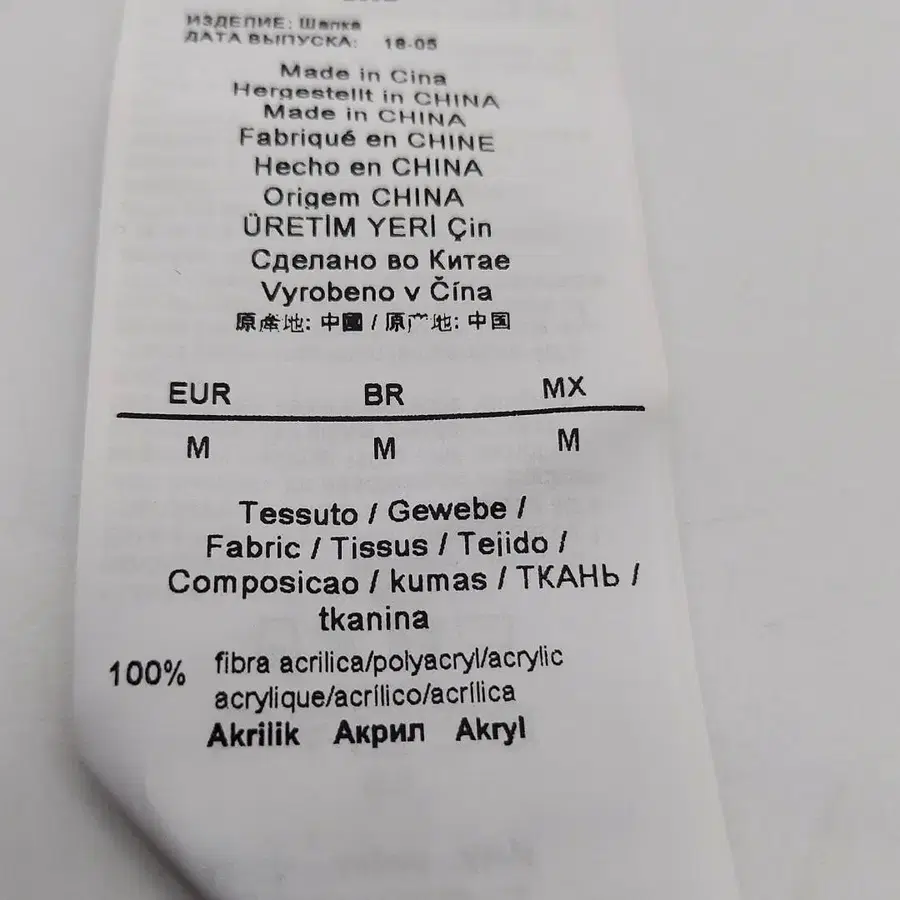 ИЗДЕЛИЕ: Шапка
ДАТА ВЫПУСКА: 18-05
Made in Cina
Hergestellt in CHINA
Made in CHINA
Fabriqué en CHINE
Hecho en CHINA
Origem CHINA
ÜRETİM YERİ Çin
Сделано во Китае
Vyrobeno v Čína
原產地: 中國 / 原产地: 中国
EUR BR MX
M M M
Tessuto / Gewebe /
Fabric / Tissus / Tejido /
Composicao / kumas / ТКАНЬ /
tkanina
100% fibra acrilica/polyacryl/acrylic
acrylique/acrílico/acrílica
Akrilik Акрил Akryl